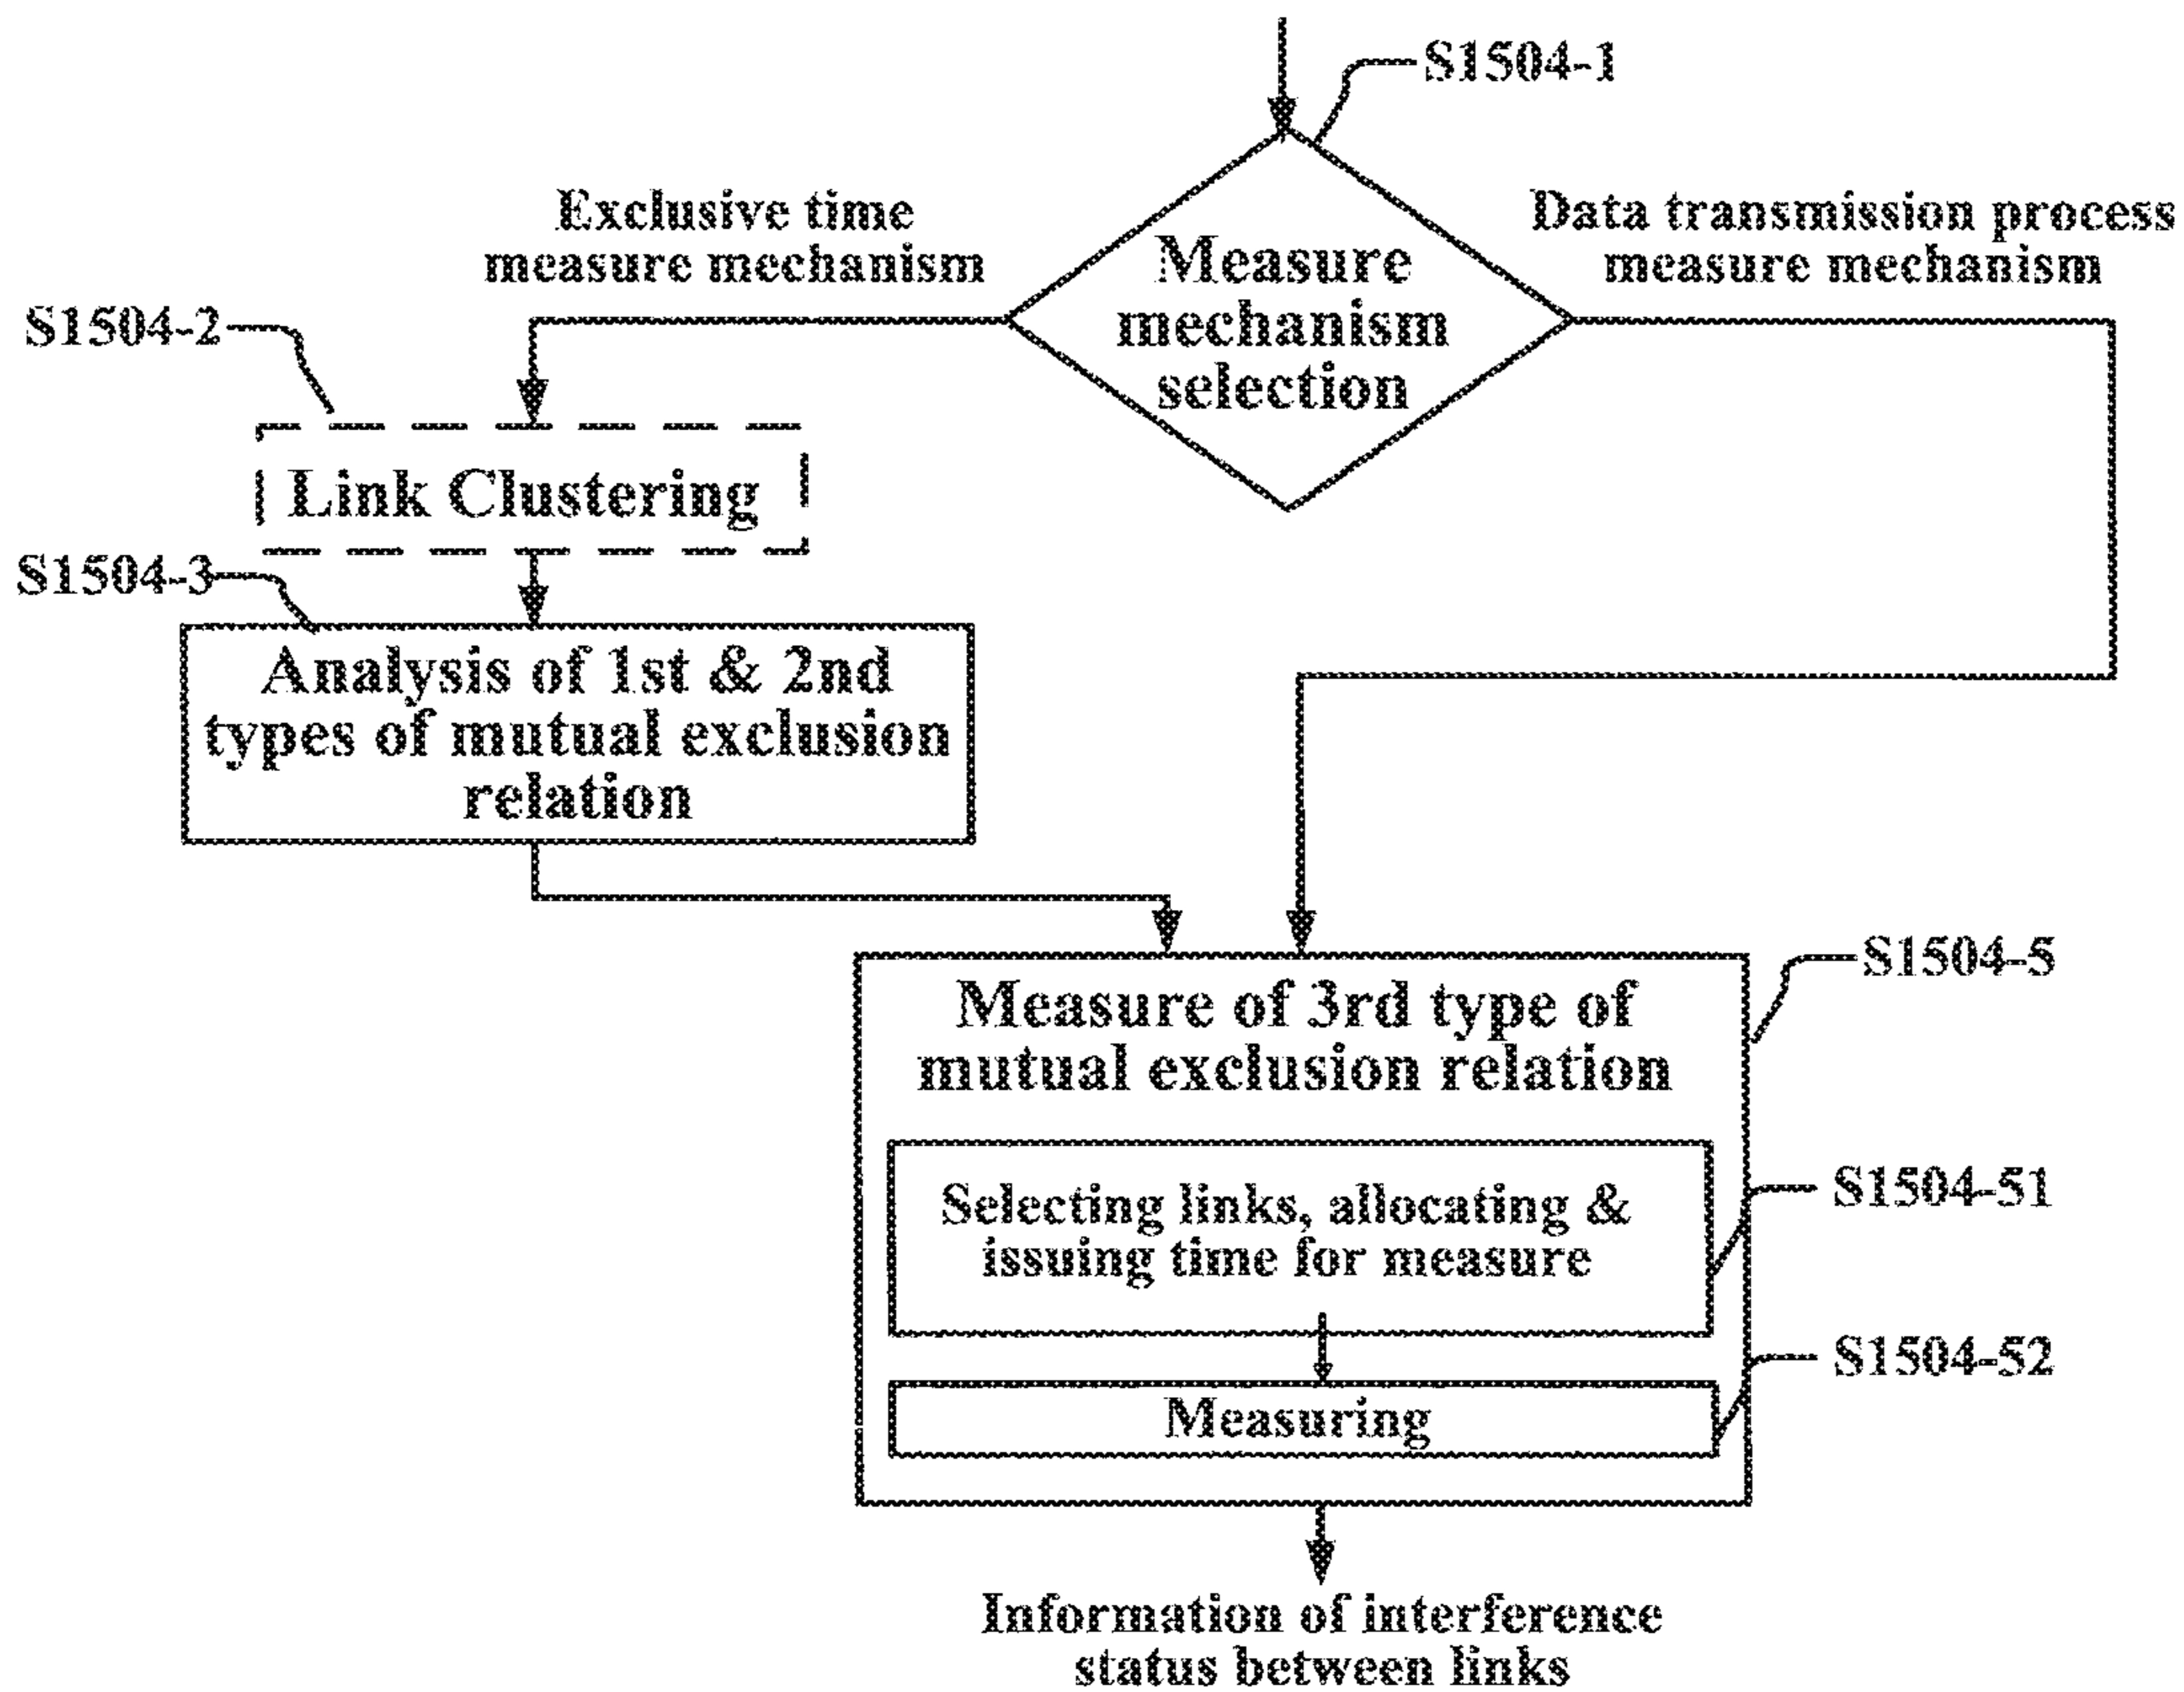 S1504-1
Exclusive time
measure mechanism
Data transmission process
measure mechanism
Measure
mechanism
selection
S1504-2
Link Clustering
S1504-3
Analysis of 1st & 2nd
types of mutual exclusion
relation
S1504-5
Measure of 3rd type of
mutual exclusion relation
S1504-51
Selecting links, allocating &
issuing time for measure
S1504-52
Measuring
Information of interference
status between links